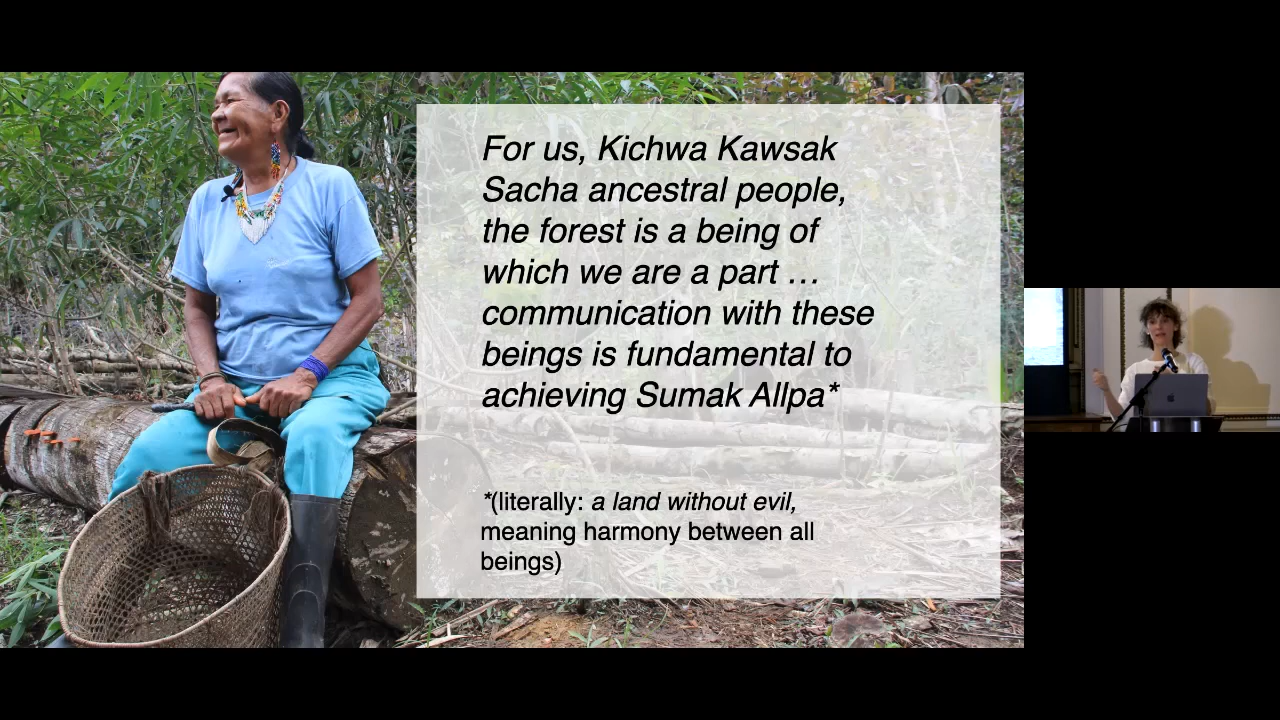 For us, Kichwa Kawsak
Sacha ancestral people,
the forest is a being of
which we are a part …
communication with these
beings is fundamental to
achieving Sumak Allpa*
*(literally: a land without evil,
meaning harmony between all
beings)